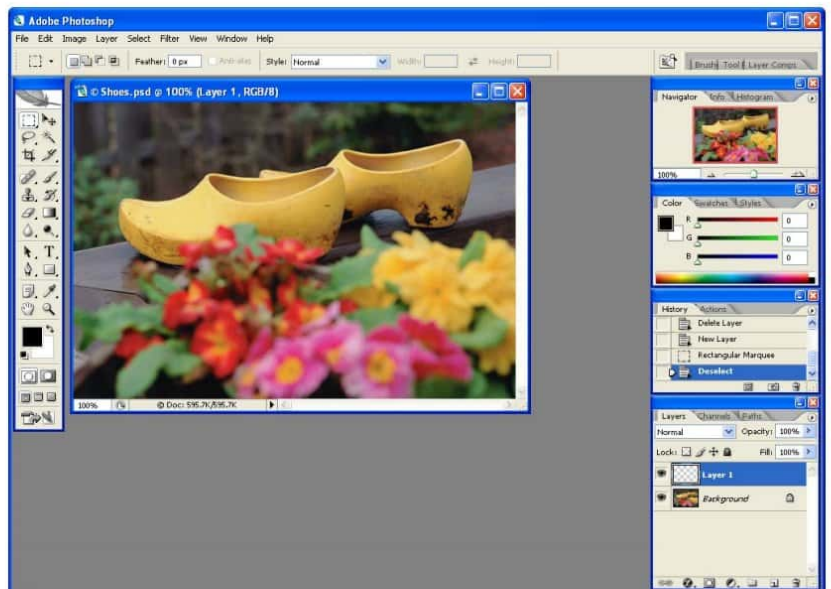 Adobe Photoshop
File Edit Image Layer Select Filter View Window Help
Feather: 0 px Anti-alias Style: Normal Width: Height:
Brushes Tool Layer Comps
© Shoes.psd @ 100% (Layer 1, RGB/8)
Navigator Info Histogram
100%
Color Swatches Styles
R 0
G 0
B 0
History Actions
Delete Layer
New Layer
Rectangular Marquee
Deselect
100% Doc: 595.7K/595.7K
Layers Channels Paths
Normal Opacity: 100%
Lock: Fill: 100%
Layer 1
Background